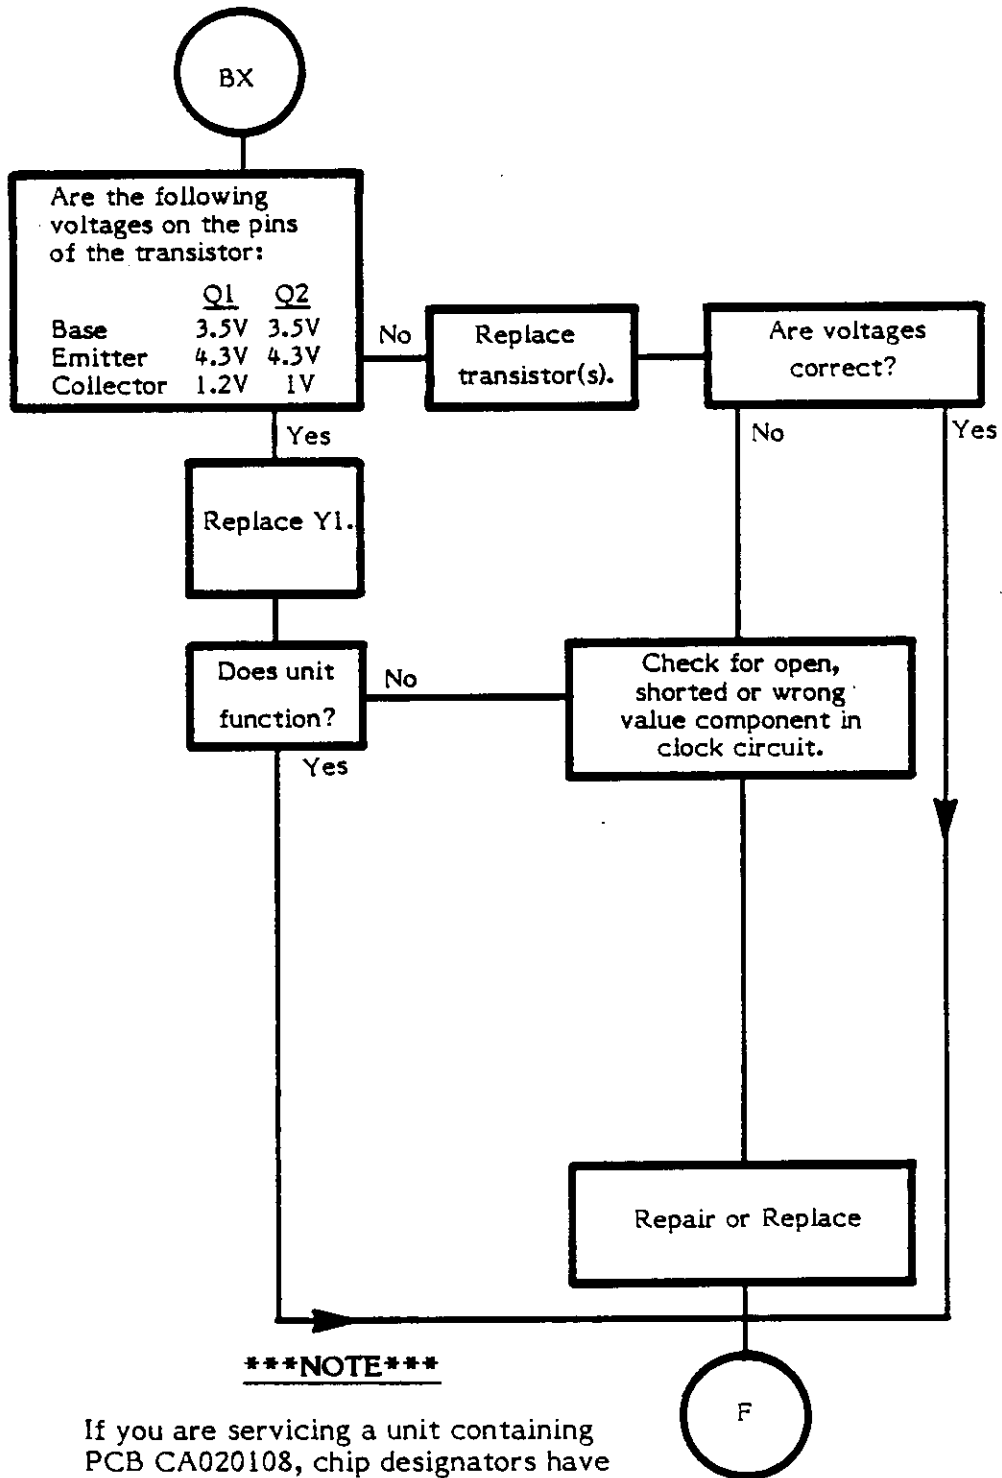 BX
Are the following
voltages on the pins
of the transistor:
Q1 Q2
Base 3.5V 3.5V
Emitter 4.3V 4.3V
Collector 1.2V 1V
No
Replace
transistor(s).
Are voltages
correct?
Yes
No
Yes
Replace Y1.
Does unit
function?
No
Check for open,
shorted or wrong
value component in
clock circuit.
Yes
Repair or Replace
***NOTE***
F
If you are servicing a unit containing
PCB CA020108, chip designators have